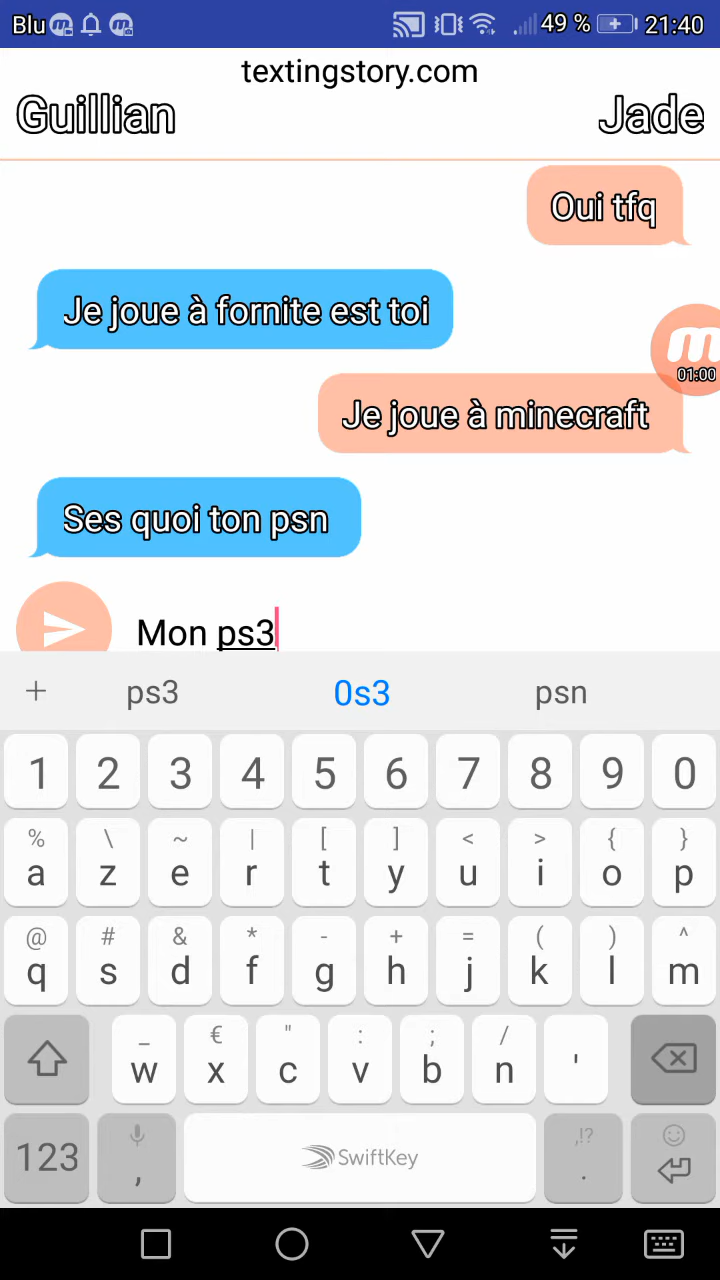 Blu 49 % 21:40
textingstory.com
Guillian Jade
Oui tfq
Je joue à fornite est toi
01:00
Je joue à minecraft
Ses quoi ton psn
Mon ps3
+ ps3 0s3 psn
1 2 3 4 5 6 7 8 9 0
% \ ~ | [ ] < > { }
a z e r t y u i o p
@ # & * - + = ( ) ^
q s d f g h j k l m
_ € " : ; /
w x c v b n '
,!?
123 , SwiftKey .